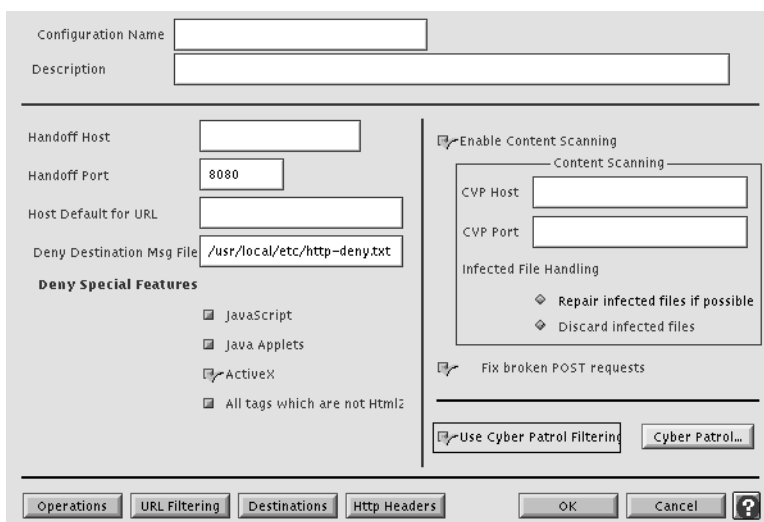 Configuration Name
Description
Handoff Host
Handoff Port 8080
Host Default for URL
Deny Destination Msg File /usr/local/etc/http-deny.txt
Deny Special Features
JavaScript
Java Applets
ActiveX
All tags which are not Html2
Enable Content Scanning
Content Scanning
CVP Host
CVP Port
Infected File Handling
Repair infected files if possible
Discard infected files
Fix broken POST requests
Use Cyber Patrol Filtering
Cyber Patrol...
Operations URL Filtering Destinations Http Headers OK Cancel ?